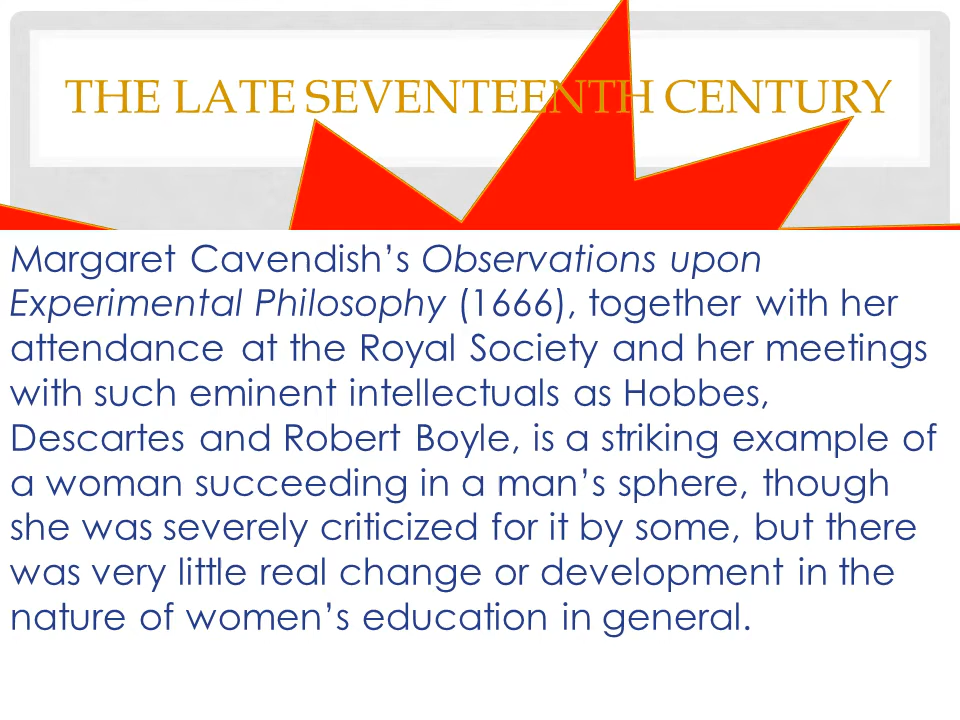 THE LATE SEVENTEENTH CENTURY
Margaret Cavendish’s Observations upon
Experimental Philosophy (1666), together with her
attendance at the Royal Society and her meetings
with such eminent intellectuals as Hobbes,
Descartes and Robert Boyle, is a striking example of
a woman succeeding in a man’s sphere, though
she was severely criticized for it by some, but there
was very little real change or development in the
nature of women’s education in general.